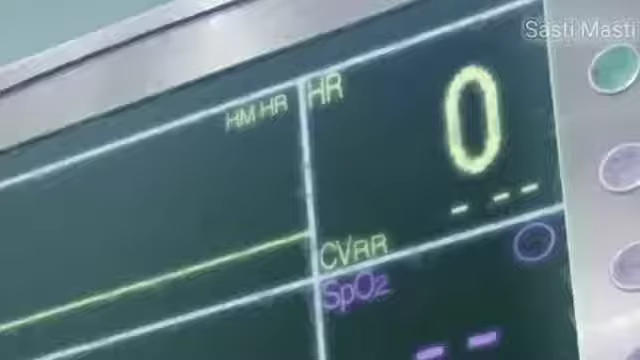 Sasti Masti
HM HR
HR
0
---
CVRR
SpO2
--